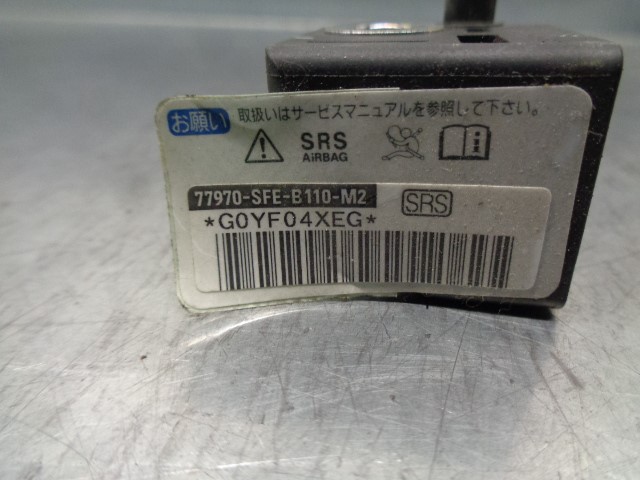 お願い 取扱いはサービスマニュアルを参照して下さい。
SRS
AiRBAG
77970-SFE-B110-M2 SRS
*G0YF04XEG*